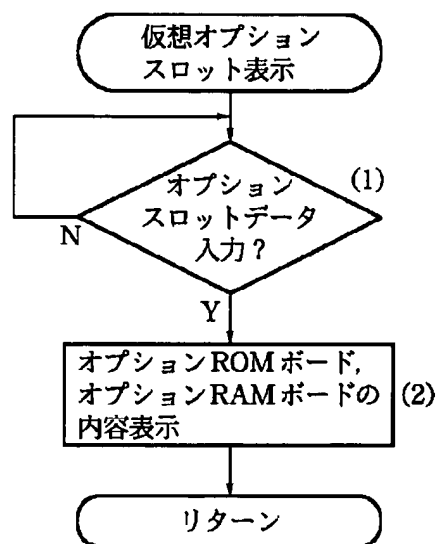 仮想オプション
スロット表示
オプション
スロットデータ
入力?
(1)
N
Y
オプションROMボード,
オプションRAMボードの
内容表示
(2)
リターン